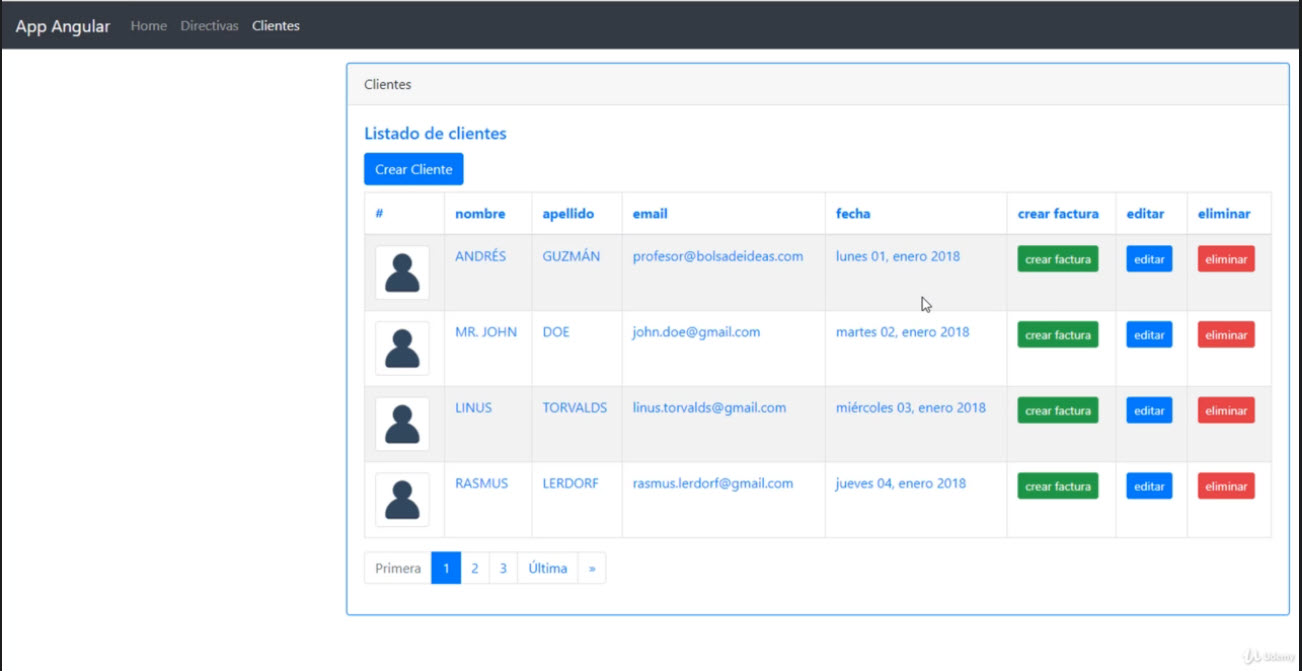 App Angular Home Directivas Clientes
Clientes
Listado de clientes
Crear Cliente
# nombre apellido email fecha crear factura editar eliminar
ANDRÉS GUZMÁN profesor@bolsadeideas.com lunes 01, enero 2018 crear factura editar eliminar
MR. JOHN DOE john.doe@gmail.com martes 02, enero 2018 crear factura editar eliminar
LINUS TORVALDS linus.torvalds@gmail.com miércoles 03, enero 2018 crear factura editar eliminar
RASMUS LERDORF rasmus.lerdorf@gmail.com jueves 04, enero 2018 crear factura editar eliminar
Primera 1 2 3 Última »
Udemy